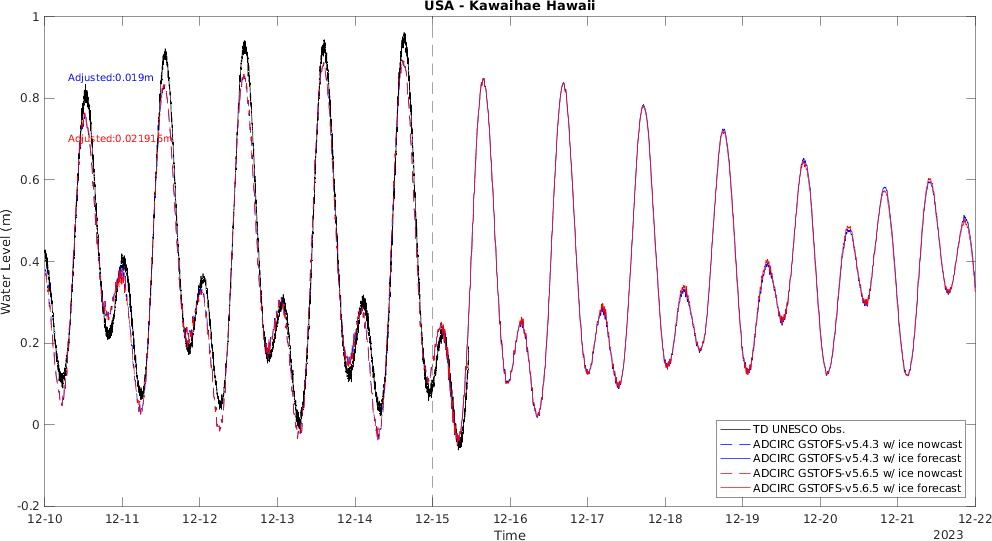 USA - Kawaihae Hawaii
1
0.8
0.6
0.4
0.2
0
-0.2
Water Level (m)
Adjusted:0.019m
Adjusted:0.021915m
TD UNESCO Obs.
ADCIRC GSTOFS-v5.4.3 w/ ice nowcast
ADCIRC GSTOFS-v5.4.3 w/ ice forecast
ADCIRC GSTOFS-v5.6.5 w/ ice nowcast
ADCIRC GSTOFS-v5.6.5 w/ ice forecast
12-10 12-11 12-12 12-13 12-14 12-15 12-16 12-17 12-18 12-19 12-20 12-21 12-22
Time
2023